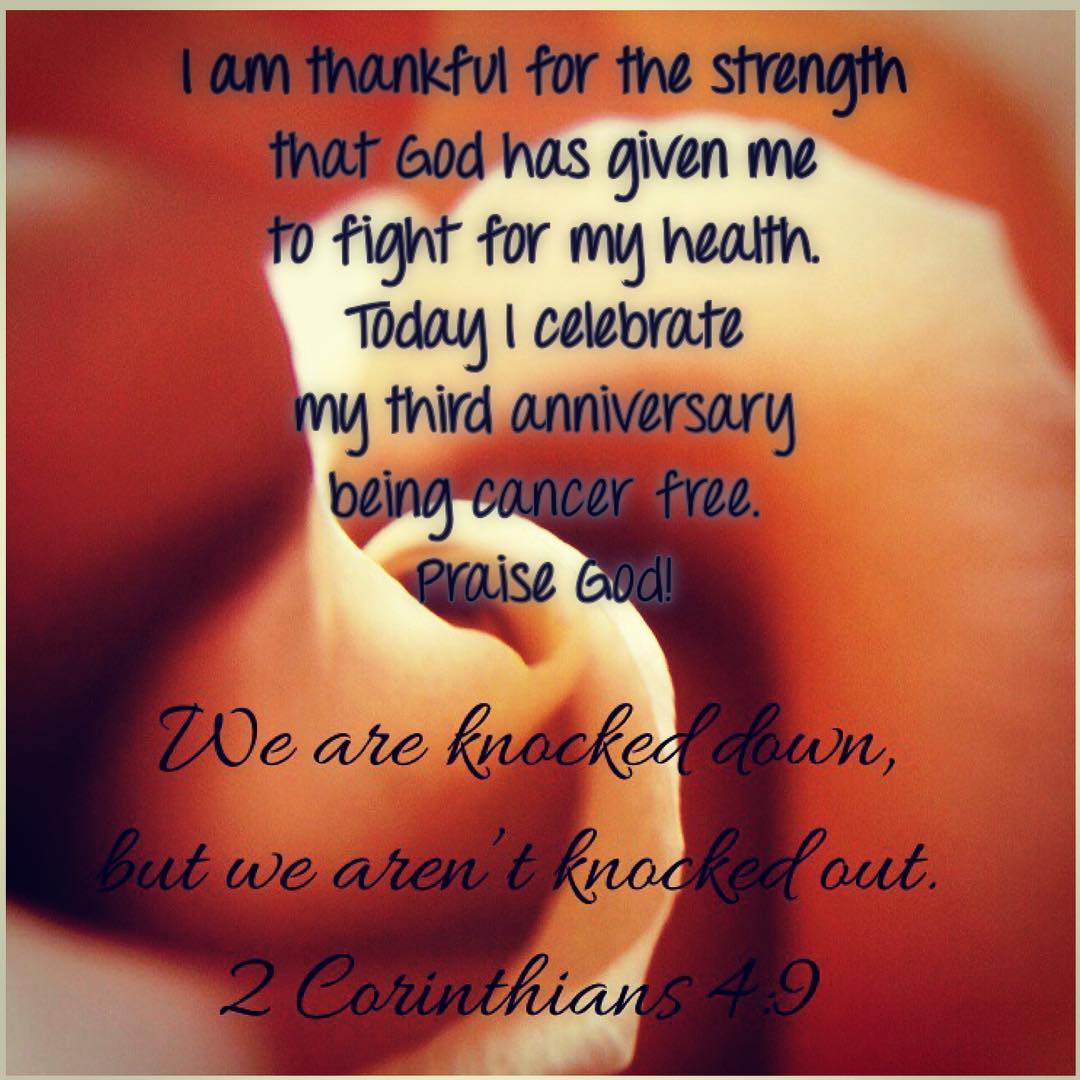 I am thankful for the strength
that God has given me
to fight for my health.
Today I celebrate
my third anniversary
being cancer free.
Praise God!
We are knocked down,
but we aren't knocked out.
2 Corinthians 4:9